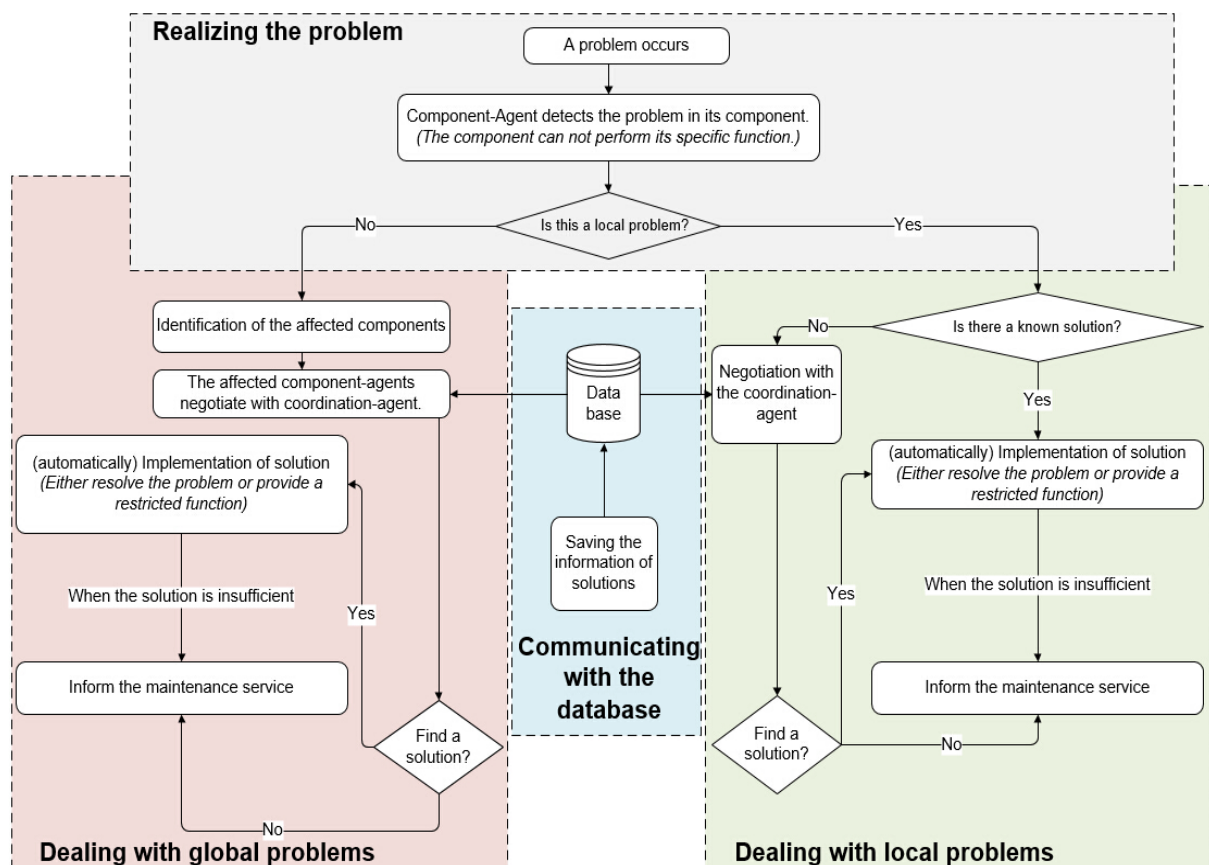 Realizing the problem
A problem occurs
Component-Agent detects the problem in its component.
(The component can not perform its specific function.)
Is this a local problem?
No
Yes
Identification of the affected components
The affected component-agents
negotiate with coordination-agent.
(automatically) Implementation of solution
(Either resolve the problem or provide a
restricted function)
When the solution is insufficient
Yes
Inform the maintenance service
Find a
solution?
No
Dealing with global problems
Data
base
Saving the
information of
solutions
Communicating
with the
database
Is there a known solution?
No
Negotiation with
the coordination-
agent
Yes
(automatically) Implementation of solution
(Either resolve the problem or provide a
restricted function)
When the solution is insufficient
Yes
Inform the maintenance service
Find a
solution?
No
Dealing with local problems